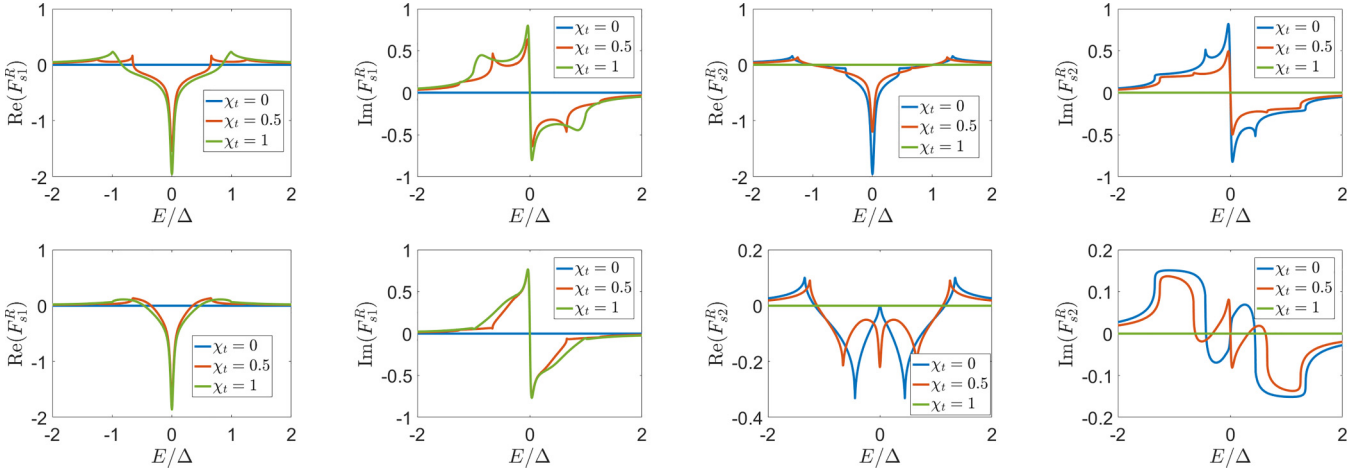 Re(F^R_{s1})
1
0
-1
-2
χ_t = 0
χ_t = 0.5
χ_t = 1
-2 -1 0 1 2
E/Δ
Im(F^R_{s1})
1
0.5
0
-0.5
-1
χ_t = 0
χ_t = 0.5
χ_t = 1
-2 0 2
E/Δ
Re(F^R_{s2})
1
0
-1
-2
χ_t = 0
χ_t = 0.5
χ_t = 1
-2 -1 0 1 2
E/Δ
Im(F^R_{s2})
1
0.5
0
-0.5
-1
χ_t = 0
χ_t = 0.5
χ_t = 1
-2 0 2
E/Δ
Re(F^R_{s1})
1
0
-1
-2
χ_t = 0
χ_t = 0.5
χ_t = 1
-2 -1 0 1 2
E/Δ
Im(F^R_{s1})
1
0.5
0
-0.5
-1
χ_t = 0
χ_t = 0.5
χ_t = 1
-2 0 2
E/Δ
Re(F^R_{s2})
0.2
0
-0.2
-0.4
χ_t = 0
χ_t = 0.5
χ_t = 1
-2 -1 0 1 2
E/Δ
Im(F^R_{s2})
0.2
0.1
0
-0.1
-0.2
χ_t = 0
χ_t = 0.5
χ_t = 1
-2 0 2
E/Δ